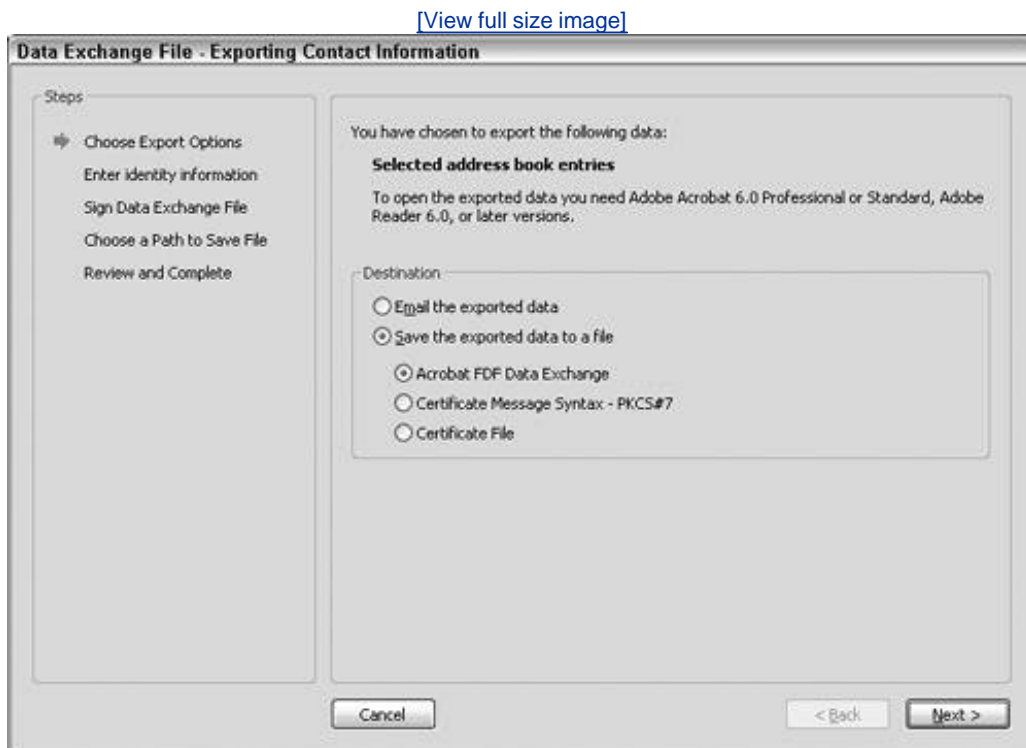 [View full size image]
Data Exchange File - Exporting Contact Information
Steps
Choose Export Options
Enter identity information
Sign Data Exchange File
Choose a Path to Save File
Review and Complete
You have chosen to export the following data:
Selected address book entries
To open the exported data you need Adobe Acrobat 6.0 Professional or Standard, Adobe
Reader 6.0, or later versions.
Destination
Email the exported data
Save the exported data to a file
Acrobat FDF Data Exchange
Certificate Message Syntax - PKCS#7
Certificate File
Cancel
< Back
Next >